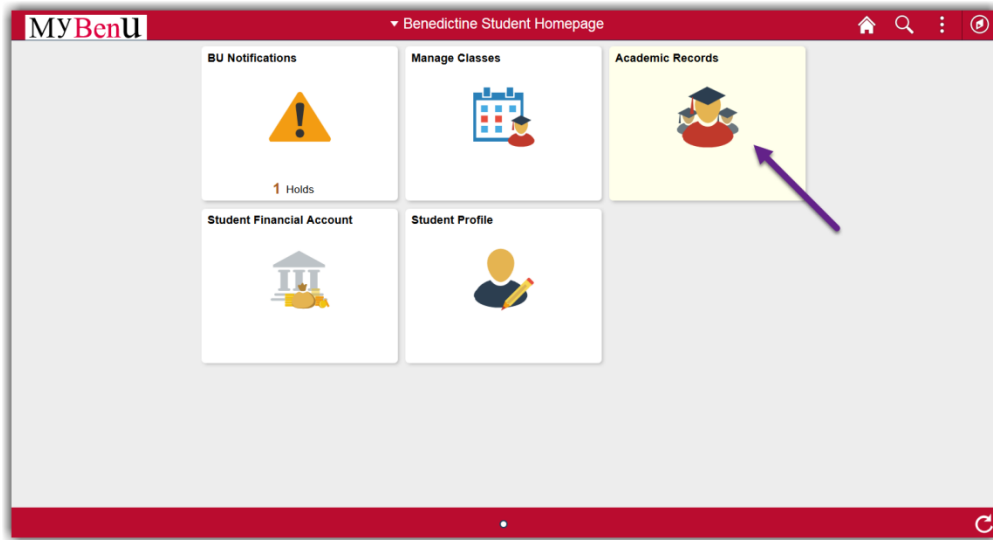 MyBenU
Benedictine Student Homepage
BU Notifications
Manage Classes
Academic Records
1 Holds
Student Financial Account
Student Profile